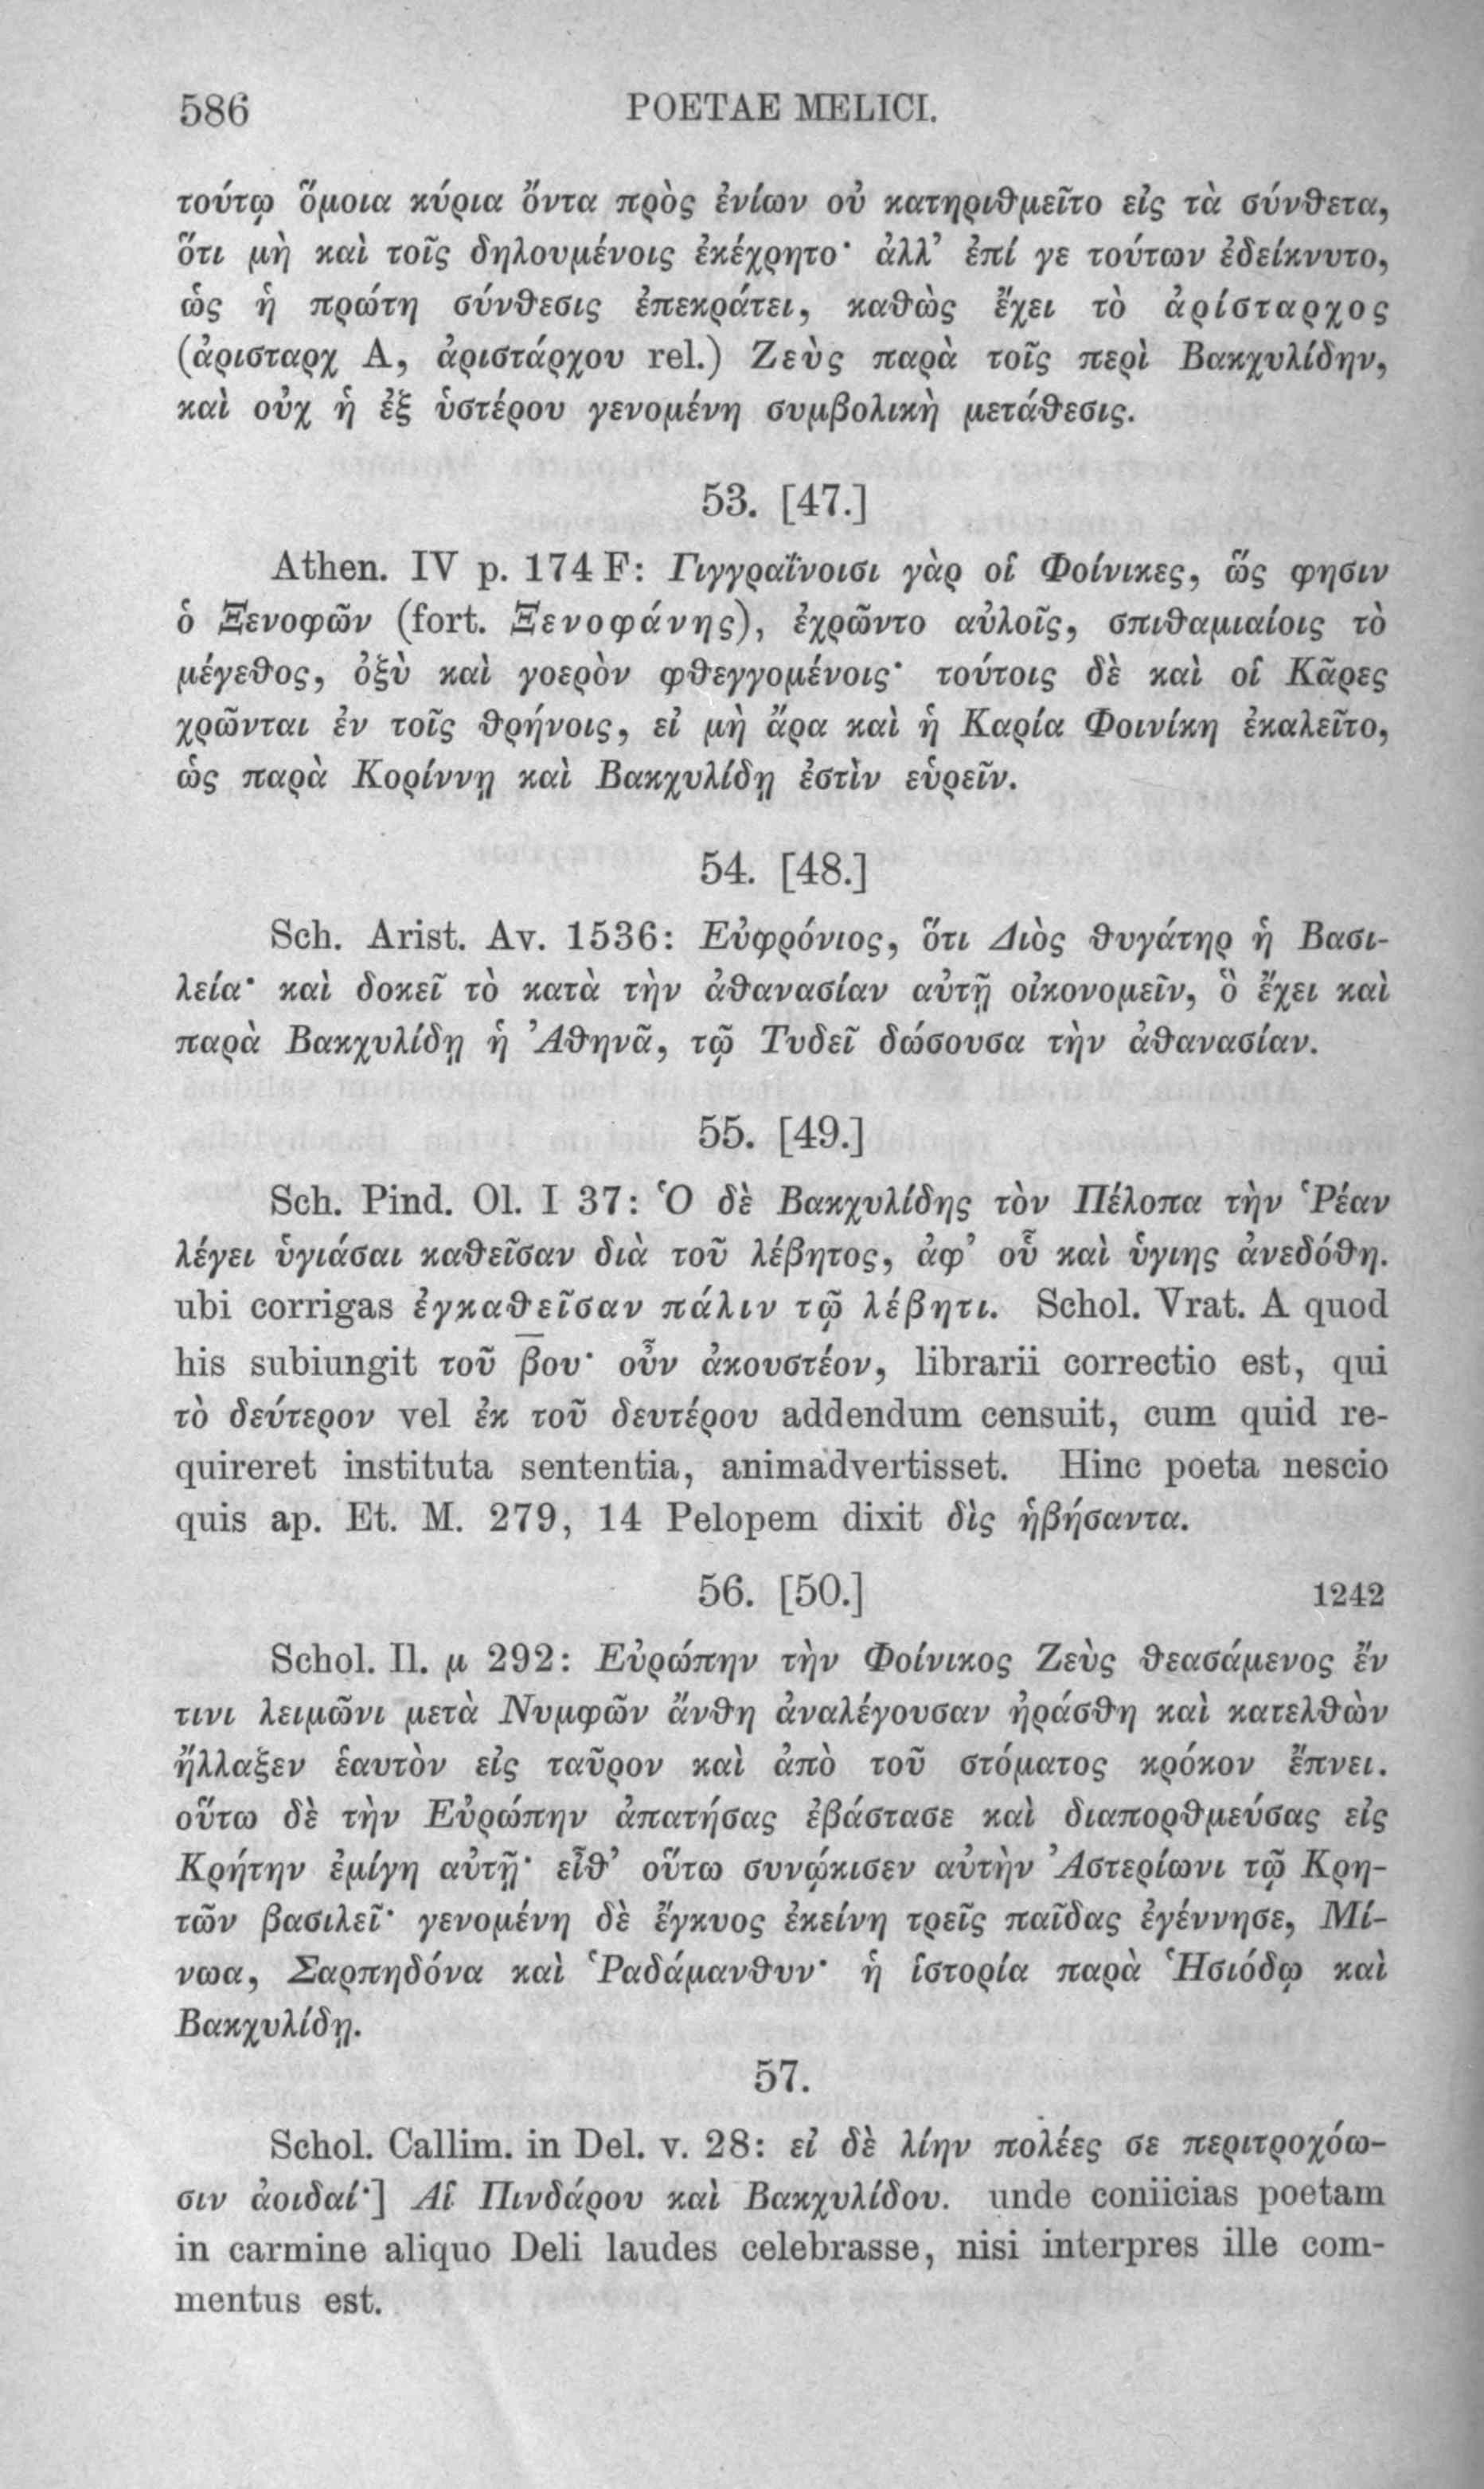 586 POETAE MELICI.
τούτῳ ὅμοια κύρια ὄντα πρὸς ἐνίων οὐ κατηριθμεῖτο εἰς τὰ σύνθετα,
ὅτι μὴ καὶ τοῖς δηλουμένοις ἐκέχρητο· ἀλλ’ ἐπί γε τούτων ἐδείκνυτο,
ὡς ἡ πρώτη σύνθεσις ἐπεκράτει, καθὼς ἔχει τὸ ἀρίσταρχος
(ἀρισταρχ A, ἀριστάρχου rel.) Ζεὺς παρὰ τοῖς περὶ Βακχυλίδην,
καὶ οὐχ ἡ ἐξ ὑστέρου γενομένη συμβολικὴ μετάθεσις.
53. [47.]
Athen. IV p. 174 F: Γιγγραΐνοισι γὰρ οἱ Φοίνικες, ὥς φησιν
ὁ Ξενοφῶν (fort. Ξενοφάνης), ἐχρῶντο αὐλοῖς, σπιθαμιαίοις τὸ
μέγεθος, ὀξὺ καὶ γοερὸν φθεγγομένοις· τούτοις δὲ καὶ οἱ Κᾶρες
χρῶνται ἐν τοῖς θρήνοις, εἰ μὴ ἄρα καὶ ἡ Καρία Φοινίκη ἐκαλεῖτο,
ὡς παρὰ Κορίννῃ καὶ Βακχυλίδῃ ἐστὶν εὑρεῖν.
54. [48.]
Sch. Arist. Av. 1536: Εὐφρόνιος, ὅτι Διὸς θυγάτηρ ἡ Βασι-
λεία· καὶ δοκεῖ τὸ κατὰ τὴν ἀθανασίαν αὐτῇ οἰκονομεῖν, ὃ ἔχει καὶ
παρὰ Βακχυλίδῃ ἡ Ἀθηνᾶ, τῷ Τυδεῖ δώσουσα τὴν ἀθανασίαν.
55. [49.]
Sch. Pind. Ol. I 37: Ὁ δὲ Βακχυλίδης τὸν Πέλοπα τὴν Ῥέαν
λέγει ὑγιάσαι καθεῖσαν διὰ τοῦ λέβητος, ἀφ’ οὗ καὶ ὑγιης ἀνεδόθη.
ubi corrigas ἐγκαθεῖσαν πάλιν τῷ λέβητι. Schol. Vrat. A quod
his subiungit τοῦ β̅ου· οὖν ἀκουστέον, librarii correctio est, qui
τὸ δεύτερον vel ἐκ τοῦ δευτέρου addendum censuit, cum quid re-
quireret instituta sententia, animadvertisset. Hinc poeta nescio
quis ap. Et. M. 279, 14 Pelopem dixit δὶς ἡβήσαντα.
56. [50.] 1242
Schol. Il. μ 292: Εὐρώπην τὴν Φοίνικος Ζεὺς θεασάμενος ἔν
τινι λειμῶνι μετὰ Νυμφῶν ἄνθη ἀναλέγουσαν ἠράσθη καὶ κατελθὼν
ἤλλαξεν ἑαυτὸν εἰς ταῦρον καὶ ἀπὸ τοῦ στόματος κρόκον ἔπνει.
οὕτω δὲ τὴν Εὐρώπην ἀπατήσας ἐβάστασε καὶ διαπορθμεύσας εἰς
Κρήτην ἐμίγη αὐτῇ· εἶθ’ οὕτω συνῴκισεν αὐτὴν Ἀστερίωνι τῷ Κρη-
τῶν βασιλεῖ· γενομένη δὲ ἔγκυος ἐκείνη τρεῖς παῖδας ἐγέννησε, Μί-
νωα, Σαρπηδόνα καὶ Ῥαδάμανθυν· ἡ ἱστορία παρὰ Ἡσιόδῳ καὶ
Βακχυλίδῃ.
57.
Schol. Callim. in Del. v. 28: εἰ δὲ λίην πολέες σε περιτροχόω-
σιν ἀοιδαί·] Αἱ Πινδάρου καὶ Βακχυλίδου. unde coniicias poetam
in carmine aliquo Deli laudes celebrasse, nisi interpres ille com-
mentus est.